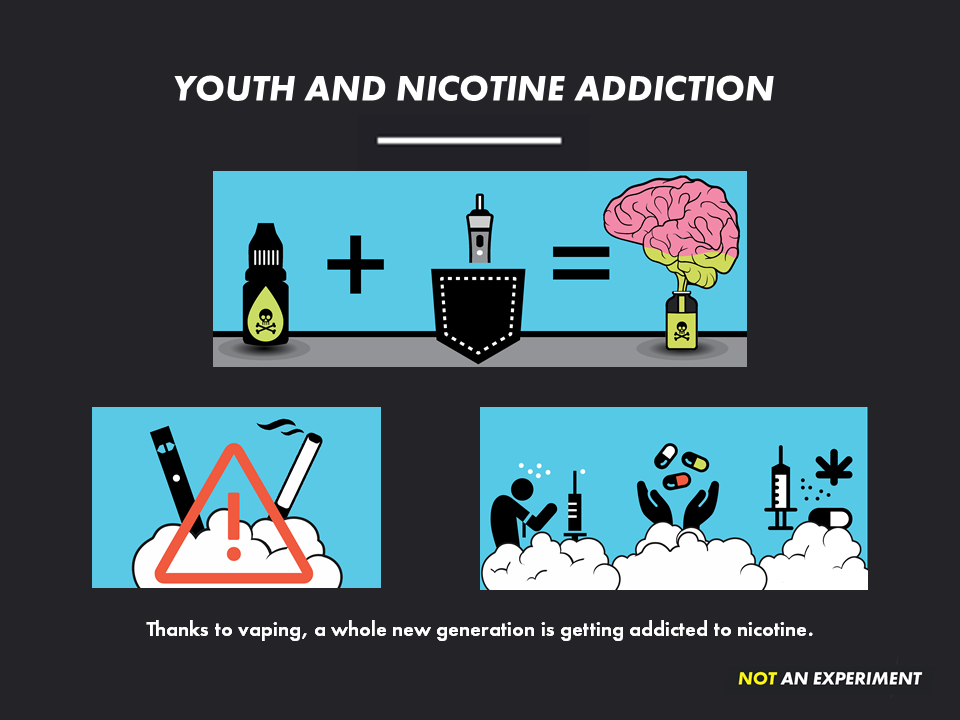 YOUTH AND NICOTINE ADDICTION
Thanks to vaping, a whole new generation is getting addicted to nicotine.
NOT AN EXPERIMENT